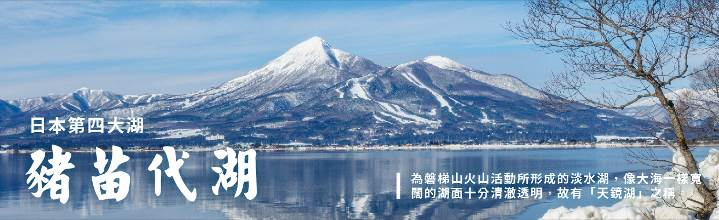 日本第四大湖
豬苗代湖
為磐梯山火山活動所形成的淡水湖，像大海一樣寬
闊的湖面十分清澈透明，故有「天鏡湖」之稱。